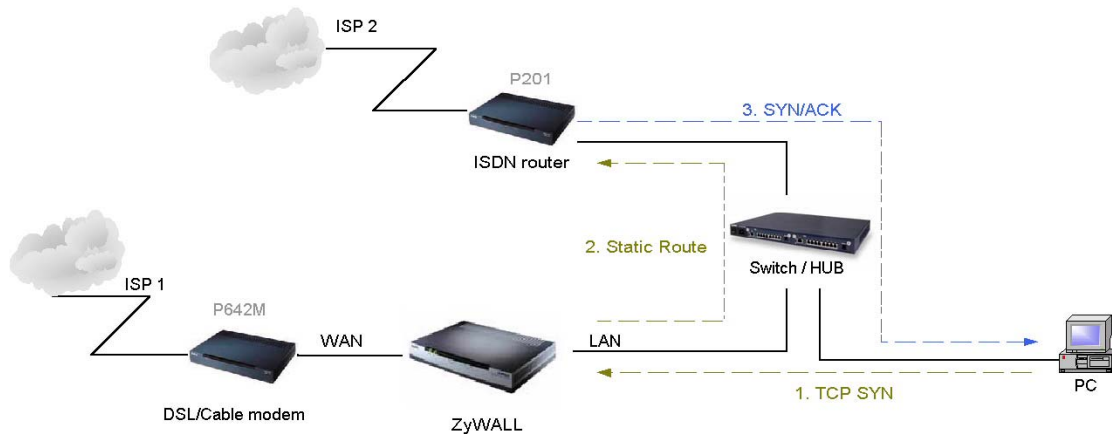 ISP 2
P201
3. SYN/ACK
ISDN router
2. Static Route
Switch / HUB
ISP 1
P642M
WAN
LAN
PC
1. TCP SYN
DSL/Cable modem
ZyWALL